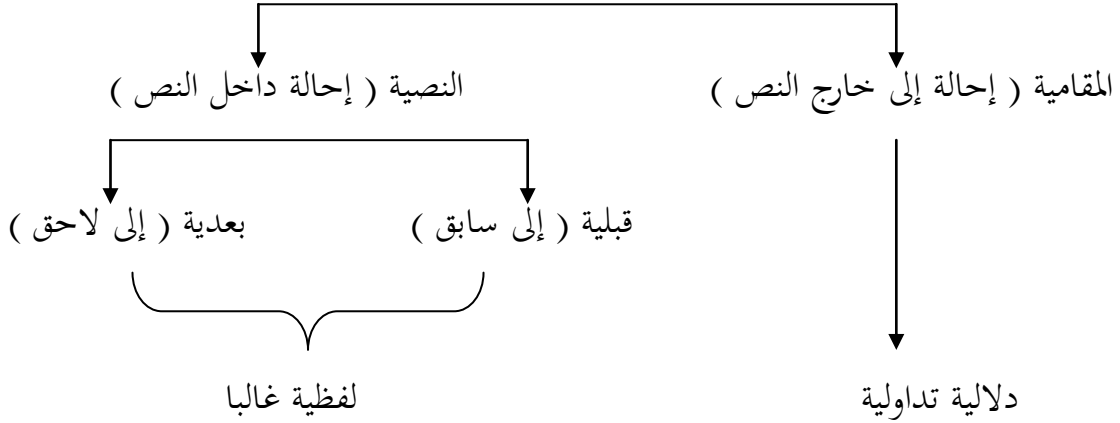 المقامية ( إحالة إلى خارج النص )
النصية ( إحالة داخل النص )
قبلية ( إلى سابق )
بعدية ( إلى لاحق )
دلالية تداولية
لفظية غالبا